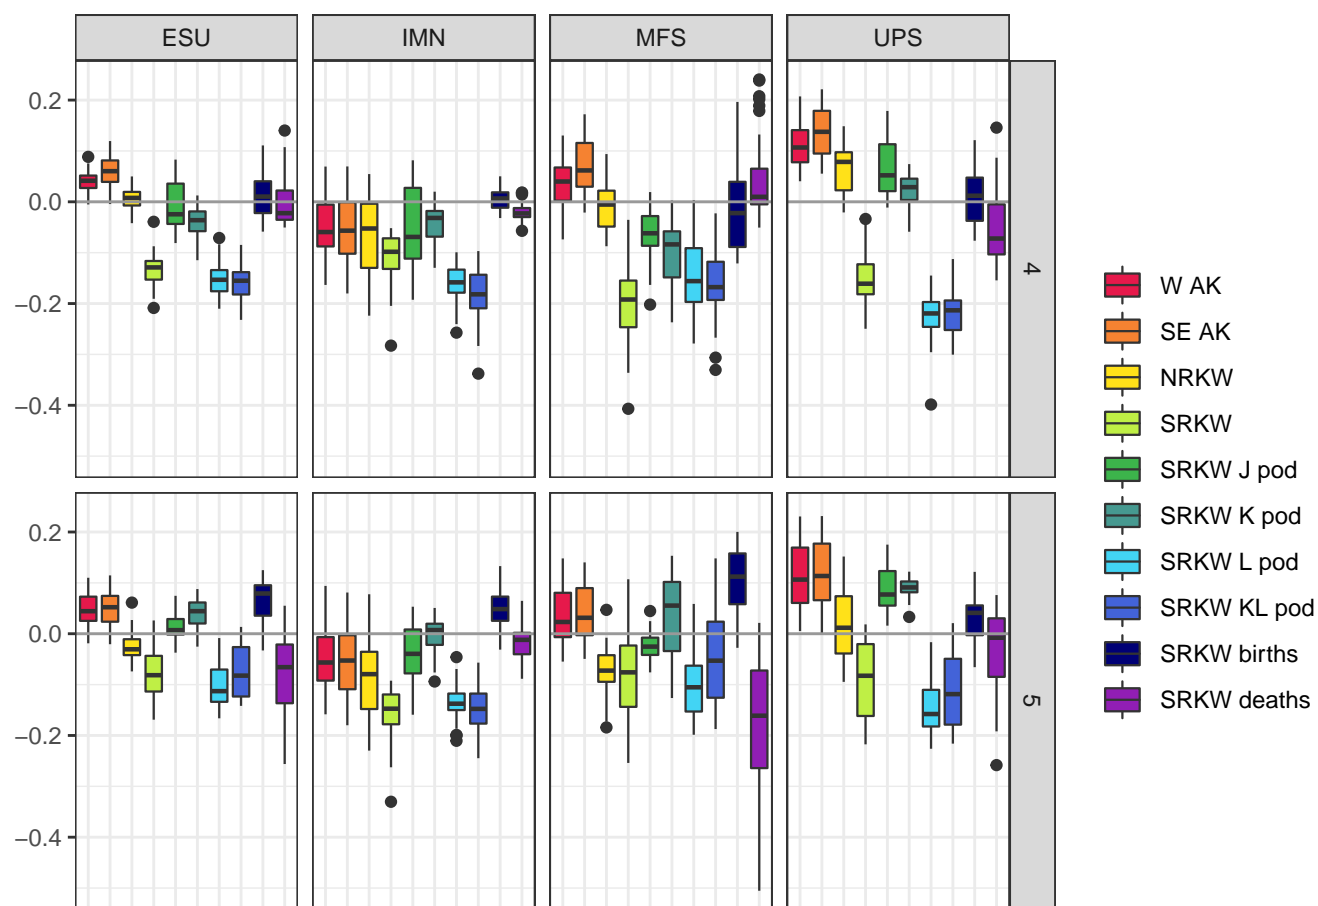 ESU IMN MFS UPS
0.2
0.0
−0.2
−0.4
4
0.2
0.0
−0.2
−0.4
5
W AK
SE AK
NRKW
SRKW
SRKW J pod
SRKW K pod
SRKW L pod
SRKW KL pod
SRKW births
SRKW deaths